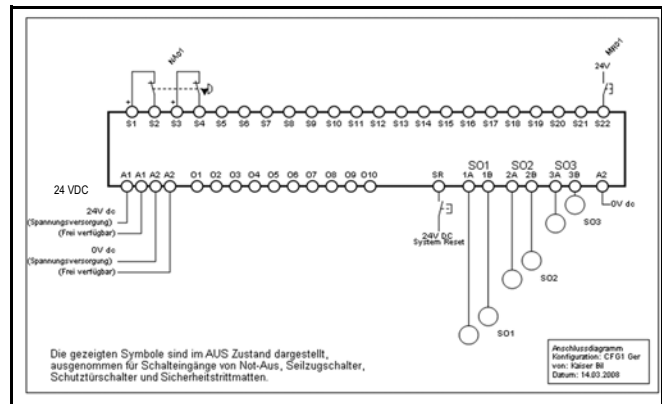 NA01
MR01
24V
+ +
S1 S2 S3 S4 S5 S6 S7 S8 S9 S10 S11 S12 S13 S14 S15 S16 S17 S18 S19 S20 S21 S22
SO1 SO2 SO3
24 VDC
A1 A1 A2 A2 O1 O2 O3 O4 O5 O6 O7 O8 O9 O10 SR 1A 1B 2A 2B 3A 3B A2
24V dc
(Spannungsversorgung)
(Frei verfügbar)
0V dc
(Spannungsversorgung)
(Frei verfügbar)
24V DC
System Reset
0V dc
SO3
SO2
SO1
Die gezeigten Symbole sind im AUS Zustand dargestellt,
ausgenommen für Schalteingänge von Not-Aus, Seilzugschalter,
Schutztürschalter und Sicherheitstrittmatten.
Anschlussdiagramm
Konfiguration: CFG1 Ger
von: Kaiser Bil
Datum: 14.03.2008